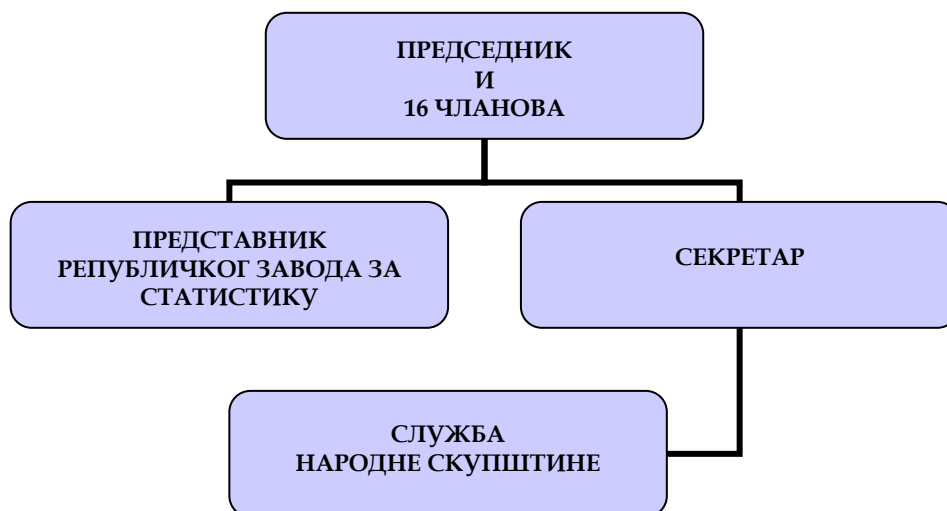 ПРЕДСЕДНИК
И
16 ЧЛАНОВА
ПРЕДСТАВНИК
РЕПУБЛИЧКОГ ЗАВОДА ЗА
СТАТИСТИКУ
СЕКРЕТАР
СЛУЖБА
НАРОДНЕ СКУПШТИНЕ